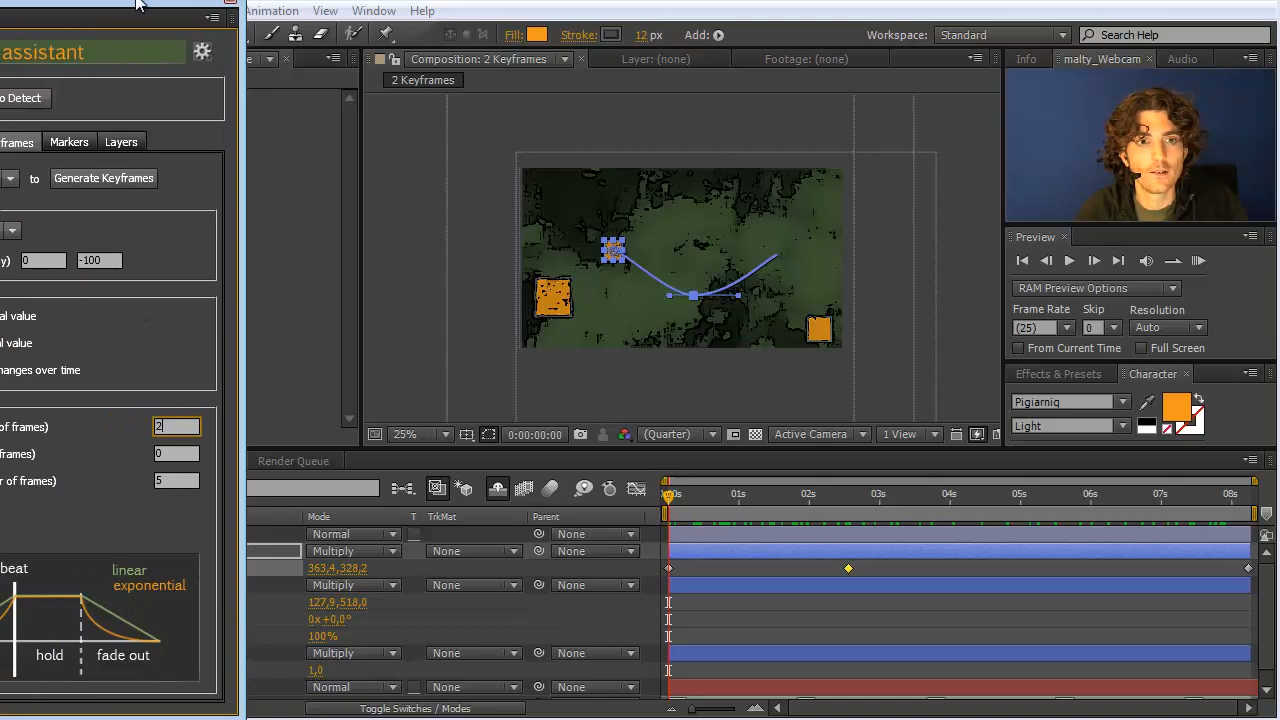 Animation View Window Help
assistant
Fill: Stroke: 12 px Add: Workspace: Standard Search Help
Composition: 2 Keyframes Layer: (none) Footage: (none) Info malty_Webcam Audio
2 Keyframes
o Detect
frames Markers Layers
to Generate Keyframes
y) 0 -100
al value
al value
hanges over time
of frames) 2
of frames) 0
r of frames) 5
beat linear
exponential
hold fade out
Preview
RAM Preview Options
Frame Rate Skip Resolution
(25) 0 Auto
From Current Time Full Screen
Effects & Presets Character
Pigiarniq
Light
25% 0:00:00:00 (Quarter) Active Camera 1 View
Render Queue
01s 02s 03s 04s 05s 06s 07s 08s
Mode T TrkMat Parent
Normal None
Multiply None None
363,4,328,2
Multiply None None
127,9,518,0
0x+0,0°
100%
Multiply None None
1,0
Normal None None
Toggle Switches / Modes